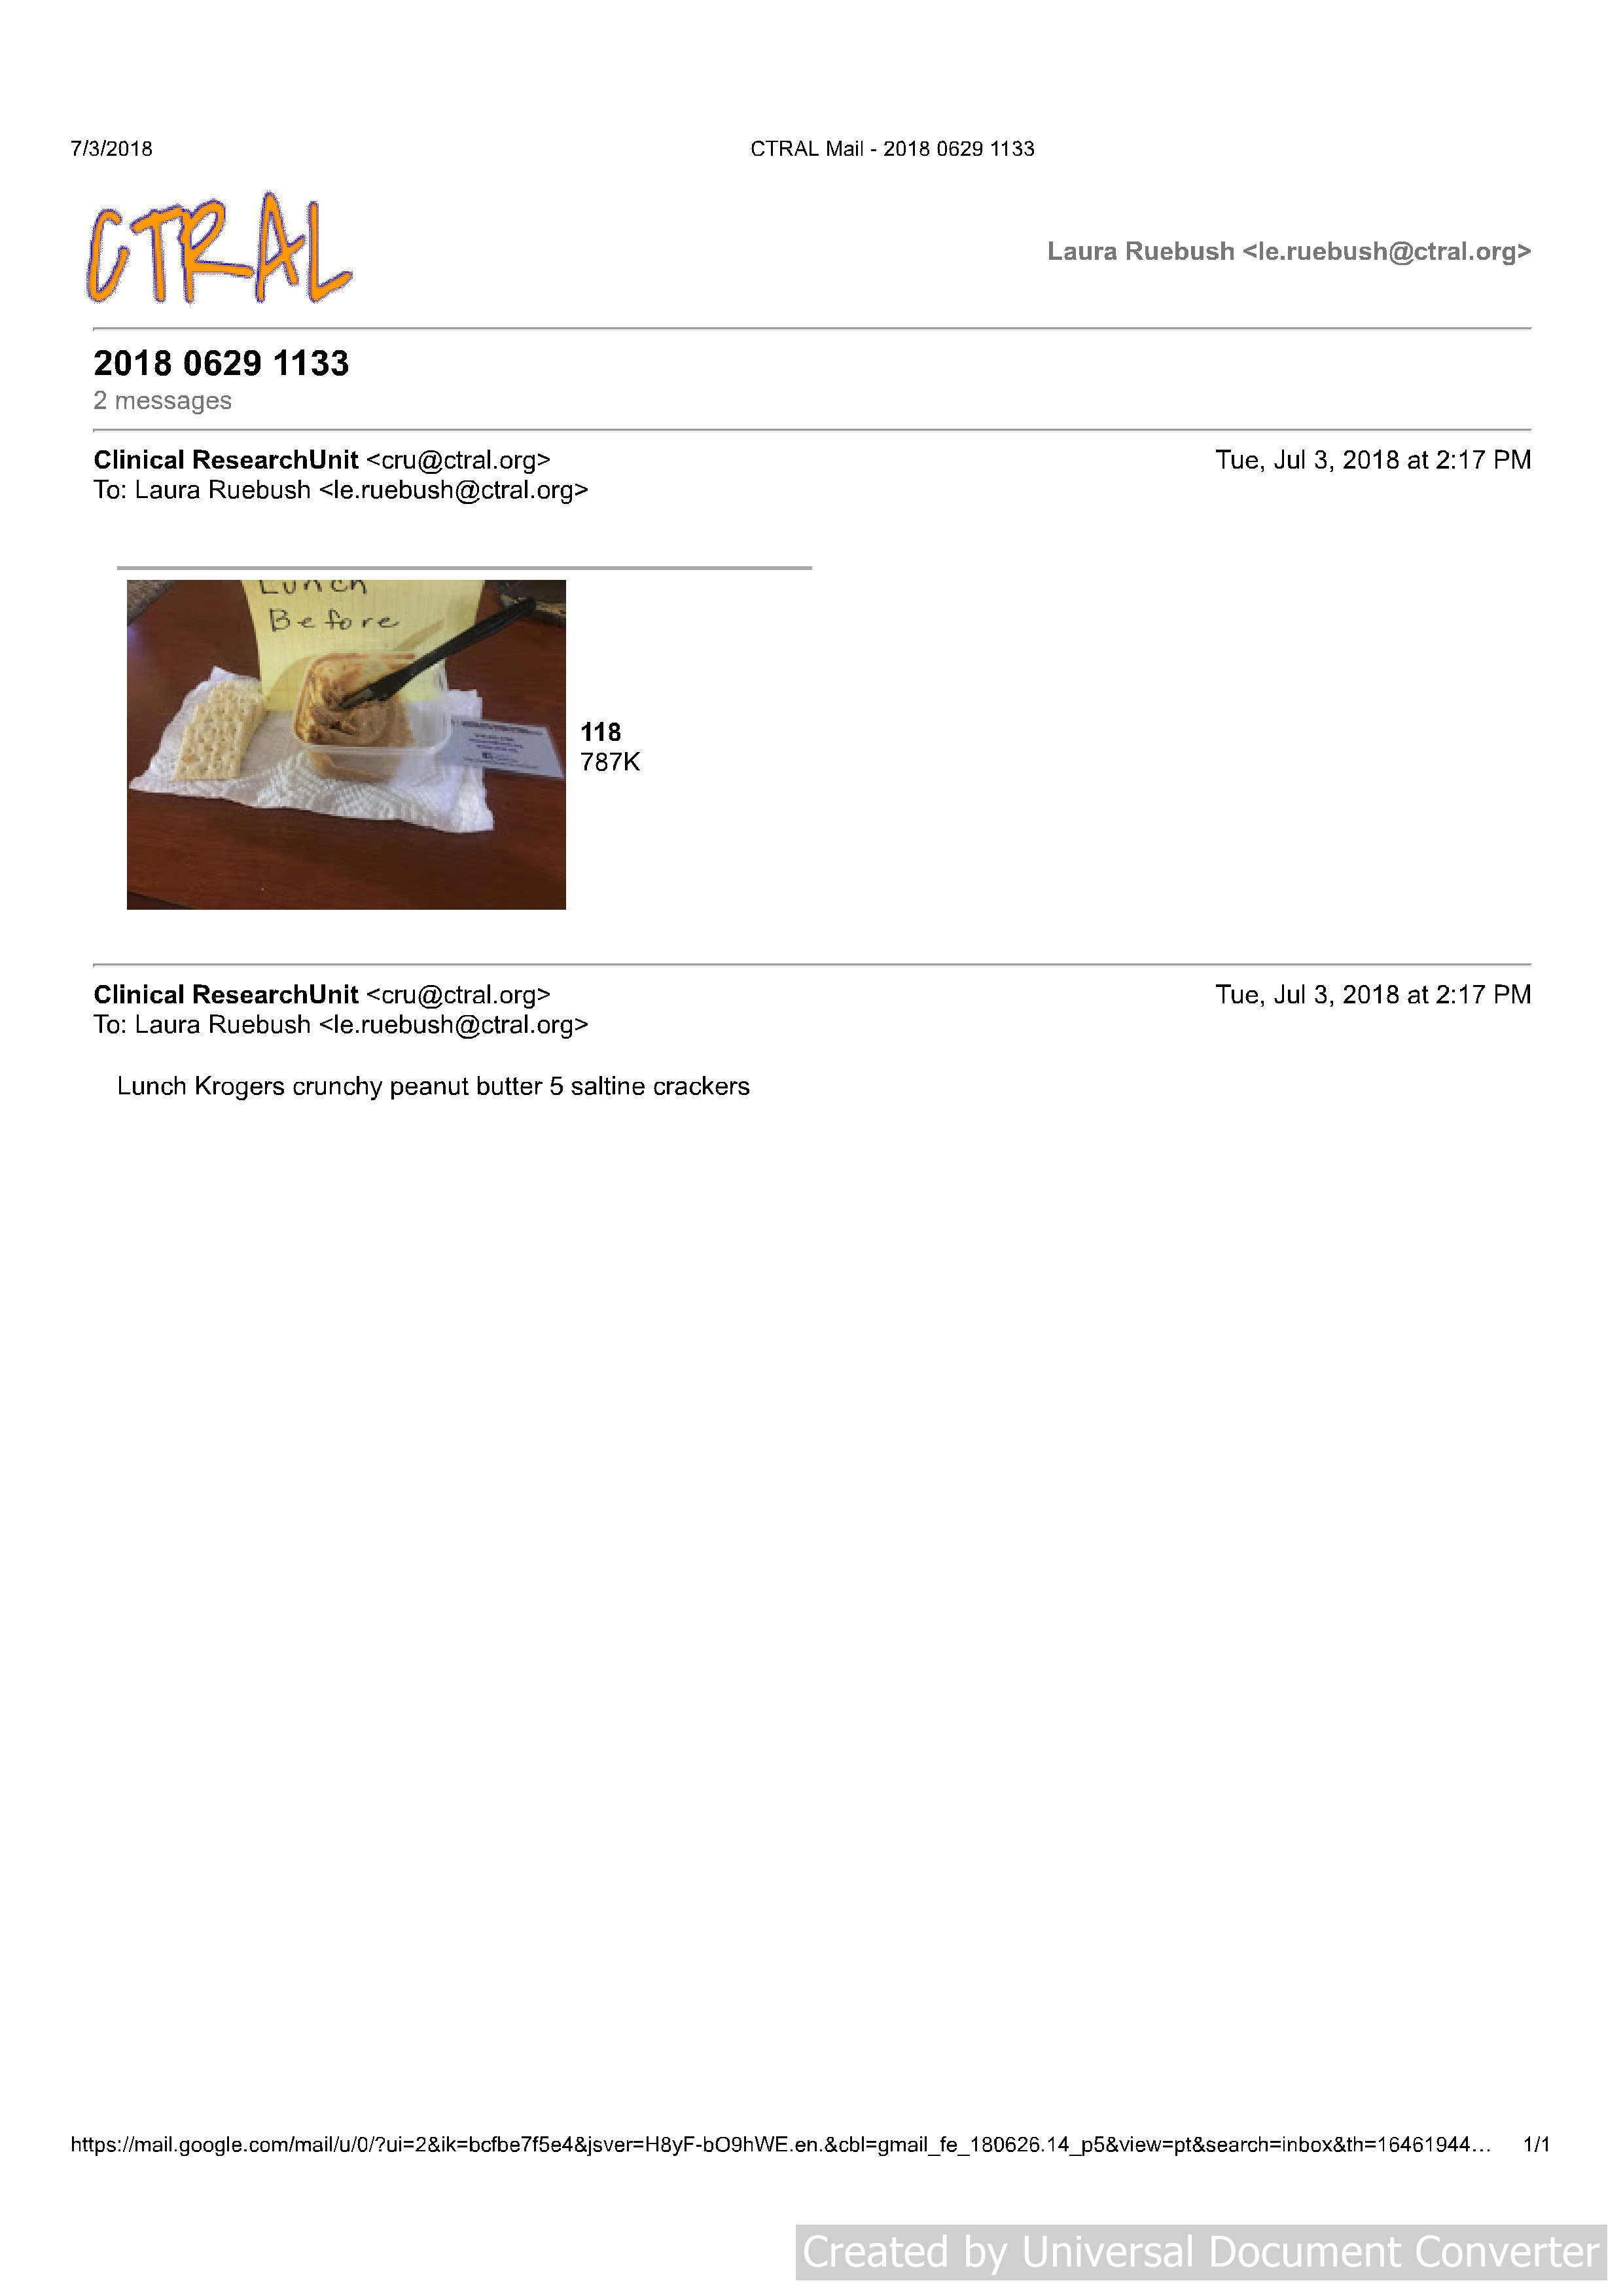 7/3/2018
CTRAL Mail - 2018 0629 1133
CTRAL
Laura Ruebush <le.ruebush@ctral.org>
2018 0629 1133
2 messages
Clinical ResearchUnit <cru@ctral.org>
Tue, Jul 3, 2018 at 2:17 PM
To: Laura Ruebush <le.ruebush@ctral.org>
Lunch
Before
118
787K
Clinical ResearchUnit <cru@ctral.org>
Tue, Jul 3, 2018 at 2:17 PM
To: Laura Ruebush <le.ruebush@ctral.org>
Lunch Krogers crunchy peanut butter 5 saltine crackers
https://mail.google.com/mail/u/0/?ui=2&ik=bcfbe7f5e4&jsver=H8yF-bO9hWE.en.&cbl=gmail_fe_180626.14_p5&view=pt&search=inbox&th=16461944...
1/1
Created by Universal Document Converter